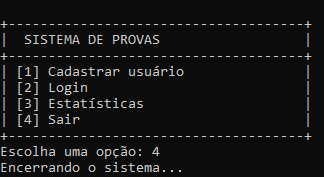 +------------------------------------+
|  SISTEMA DE PROVAS                 |
+------------------------------------+
| [1] Cadastrar usuário              |
| [2] Login                          |
| [3] Estatísticas                   |
| [4] Sair                           |
+------------------------------------+
Escolha uma opção: 4
Encerrando o sistema...